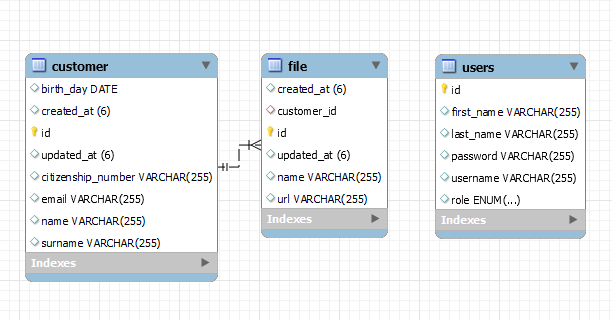 customer
birth_day DATE
created_at (6)
id
updated_at (6)
citizenship_number VARCHAR(255)
email VARCHAR(255)
name VARCHAR(255)
surname VARCHAR(255)
Indexes
file
created_at (6)
customer_id
id
updated_at (6)
name VARCHAR(255)
url VARCHAR(255)
Indexes
users
id
first_name VARCHAR(255)
last_name VARCHAR(255)
password VARCHAR(255)
username VARCHAR(255)
role ENUM(...)
Indexes